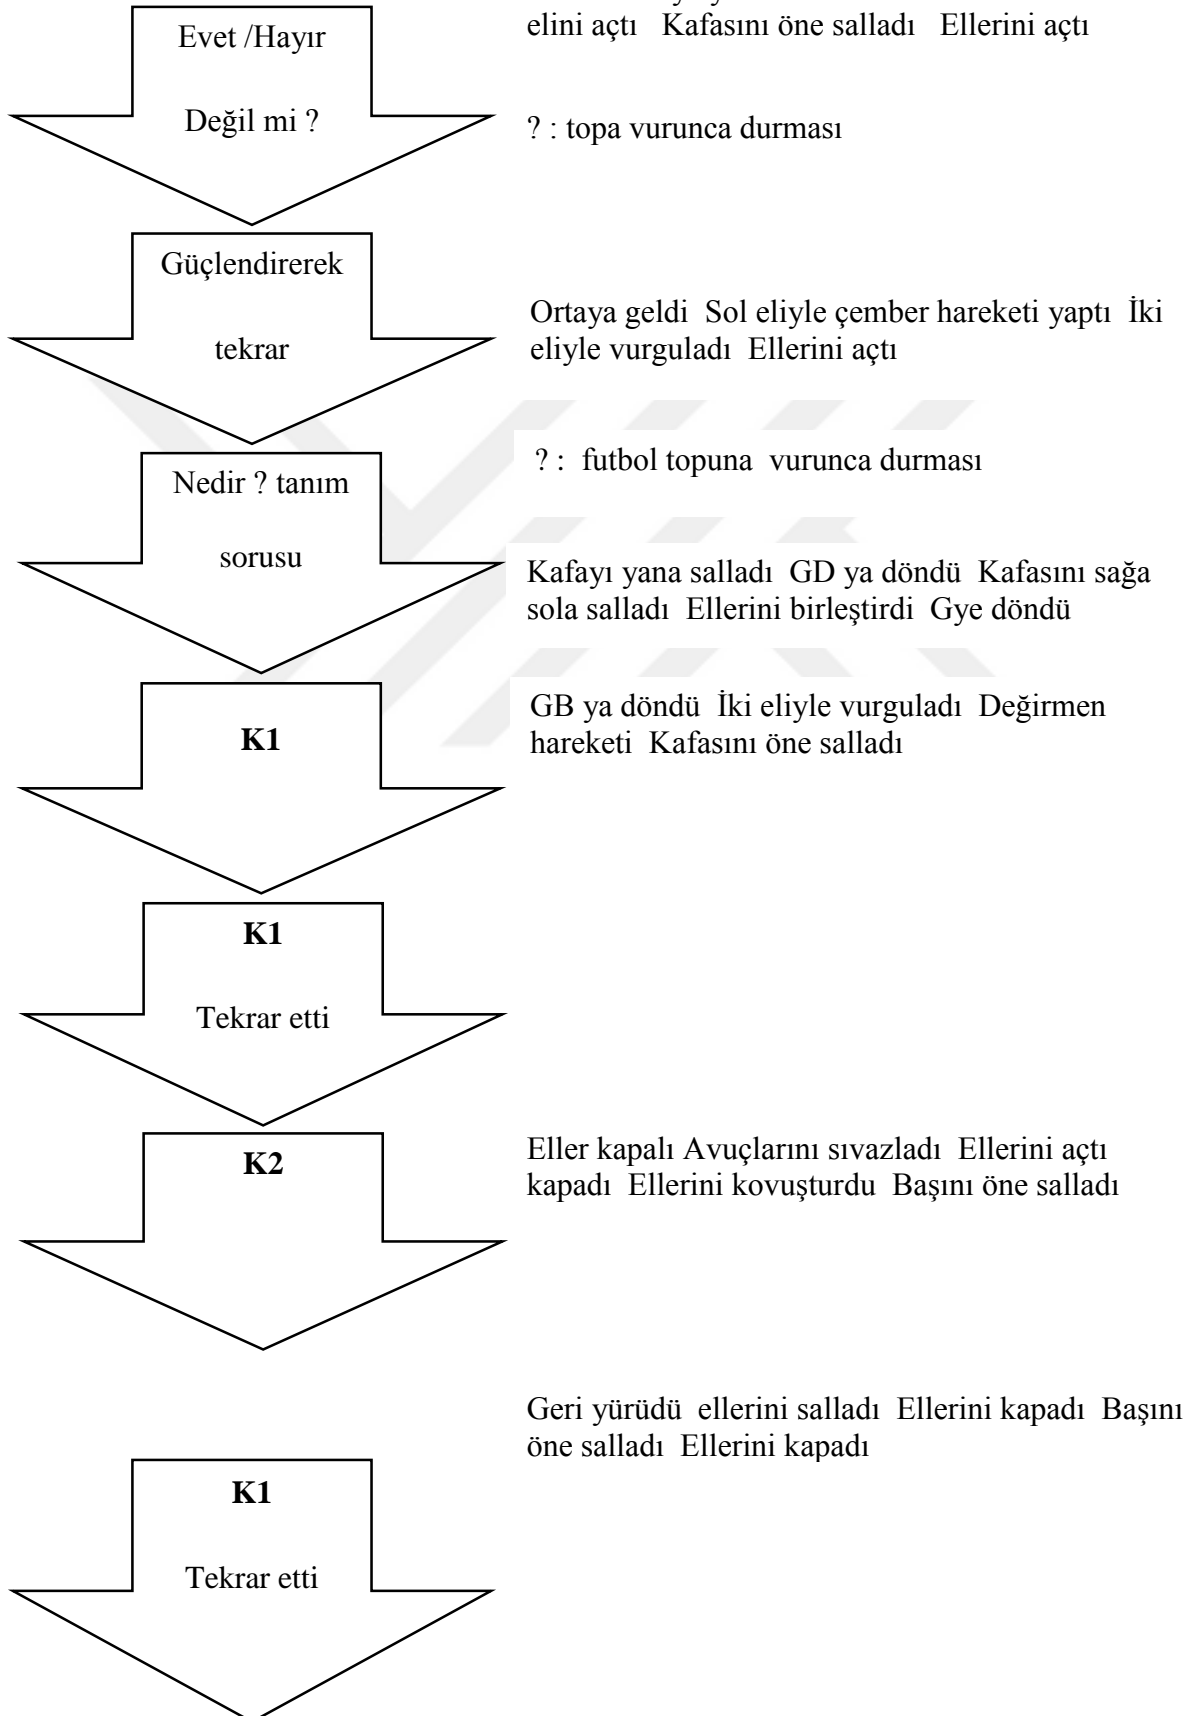 elini açtı Kafasını öne salladı Ellerini açtı
Evet /Hayır
Değil mi ?
? : topa vurunca durması
Güçlendirerek
tekrar
Ortaya geldi Sol eliyle çember hareketi yaptı İki
eliyle vurguladı Ellerini açtı
Nedir ? tanım
sorusu
? : futbol topuna vurunca durması
Kafayı yana salladı GD ya döndü Kafasını sağa
sola salladı Ellerini birleştirdi Gye döndü
K1
GB ya döndü İki eliyle vurguladı Değirmen
hareketi Kafasını öne salladı
K1
Tekrar etti
K2
Eller kapalı Avuçlarını sıvazladı Ellerini açtı
kapadı Ellerini kovuşturdu Başını öne salladı
Geri yürüdü ellerini salladı Ellerini kapadı Başını
öne salladı Ellerini kapadı
K1
Tekrar etti